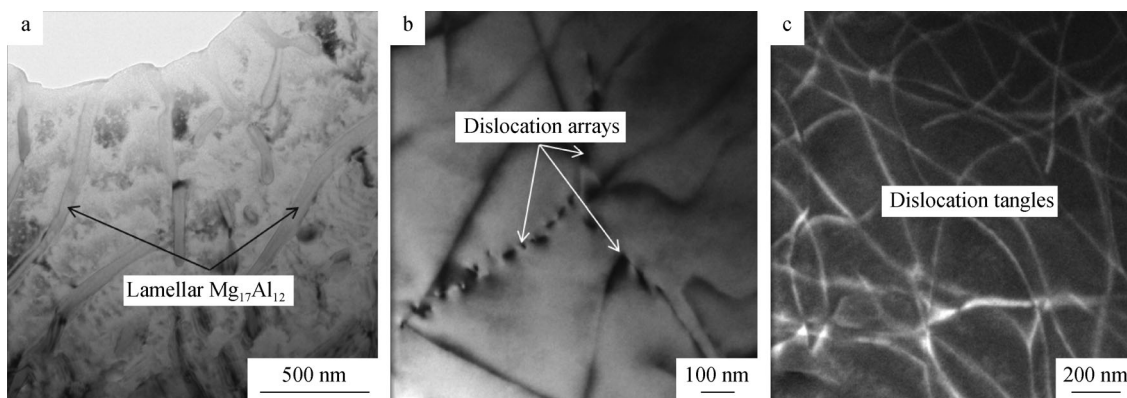 a
Lamellar Mg₁₇Al₁₂
500 nm
b
Dislocation arrays
100 nm
c
Dislocation tangles
200 nm